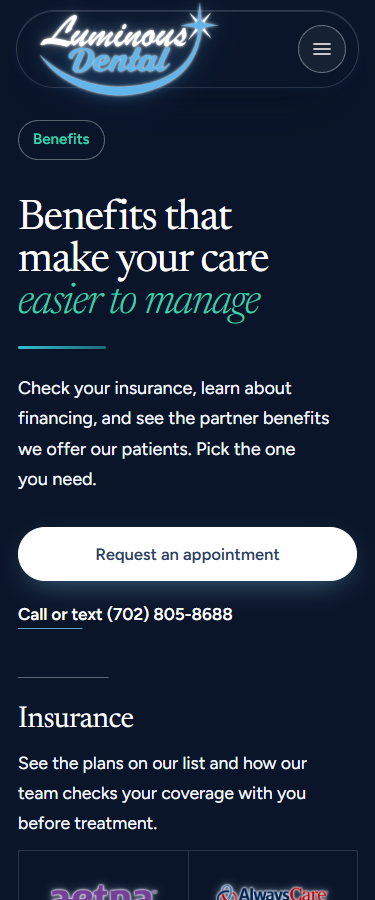 Luminous
Dental
Benefits
Benefits that
make your care
easier to manage
Check your insurance, learn about
financing, and see the partner benefits
we offer our patients. Pick the one
you need.
Request an appointment
Call or text (702) 805-8688
Insurance
See the plans on our list and how our
team checks your coverage with you
before treatment.
aetna AlwaysCare